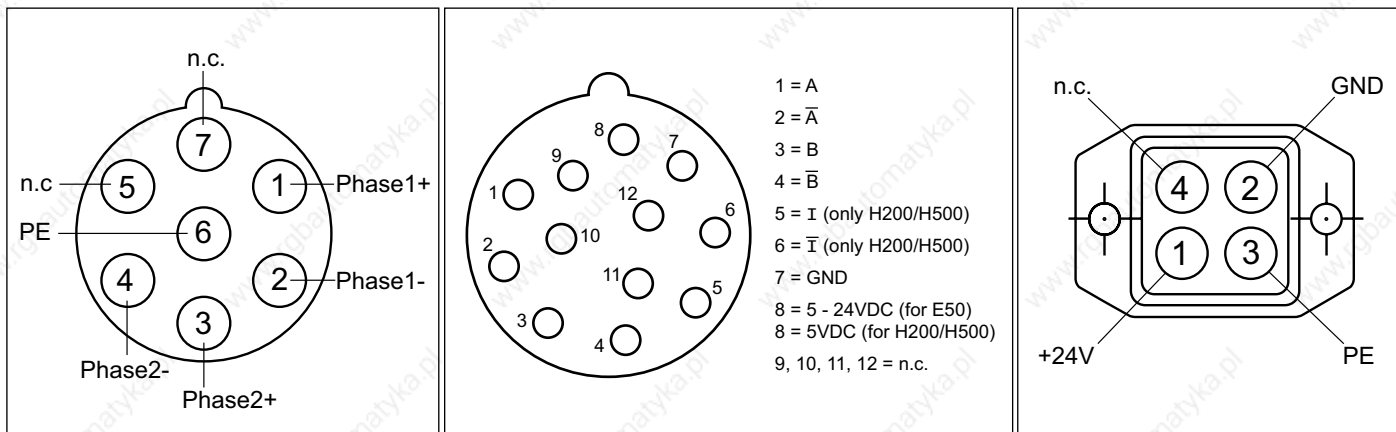 n.c.
7
5
1
n.c
Phase1+
PE
6
4
2
Phase1-
3
Phase2-
Phase2+
8
7
9
1
12
6
10
2
11
5
3
4
1 = A
2 = A̅
3 = B
4 = B̅
5 = I (only H200/H500)
6 = I̅ (only H200/H500)
7 = GND
8 = 5 - 24VDC (for E50)
8 = 5VDC (for H200/H500)
9, 10, 11, 12 = n.c.
n.c.
GND
4
2
1
3
+24V
PE
www.rgbautomatyka.pl